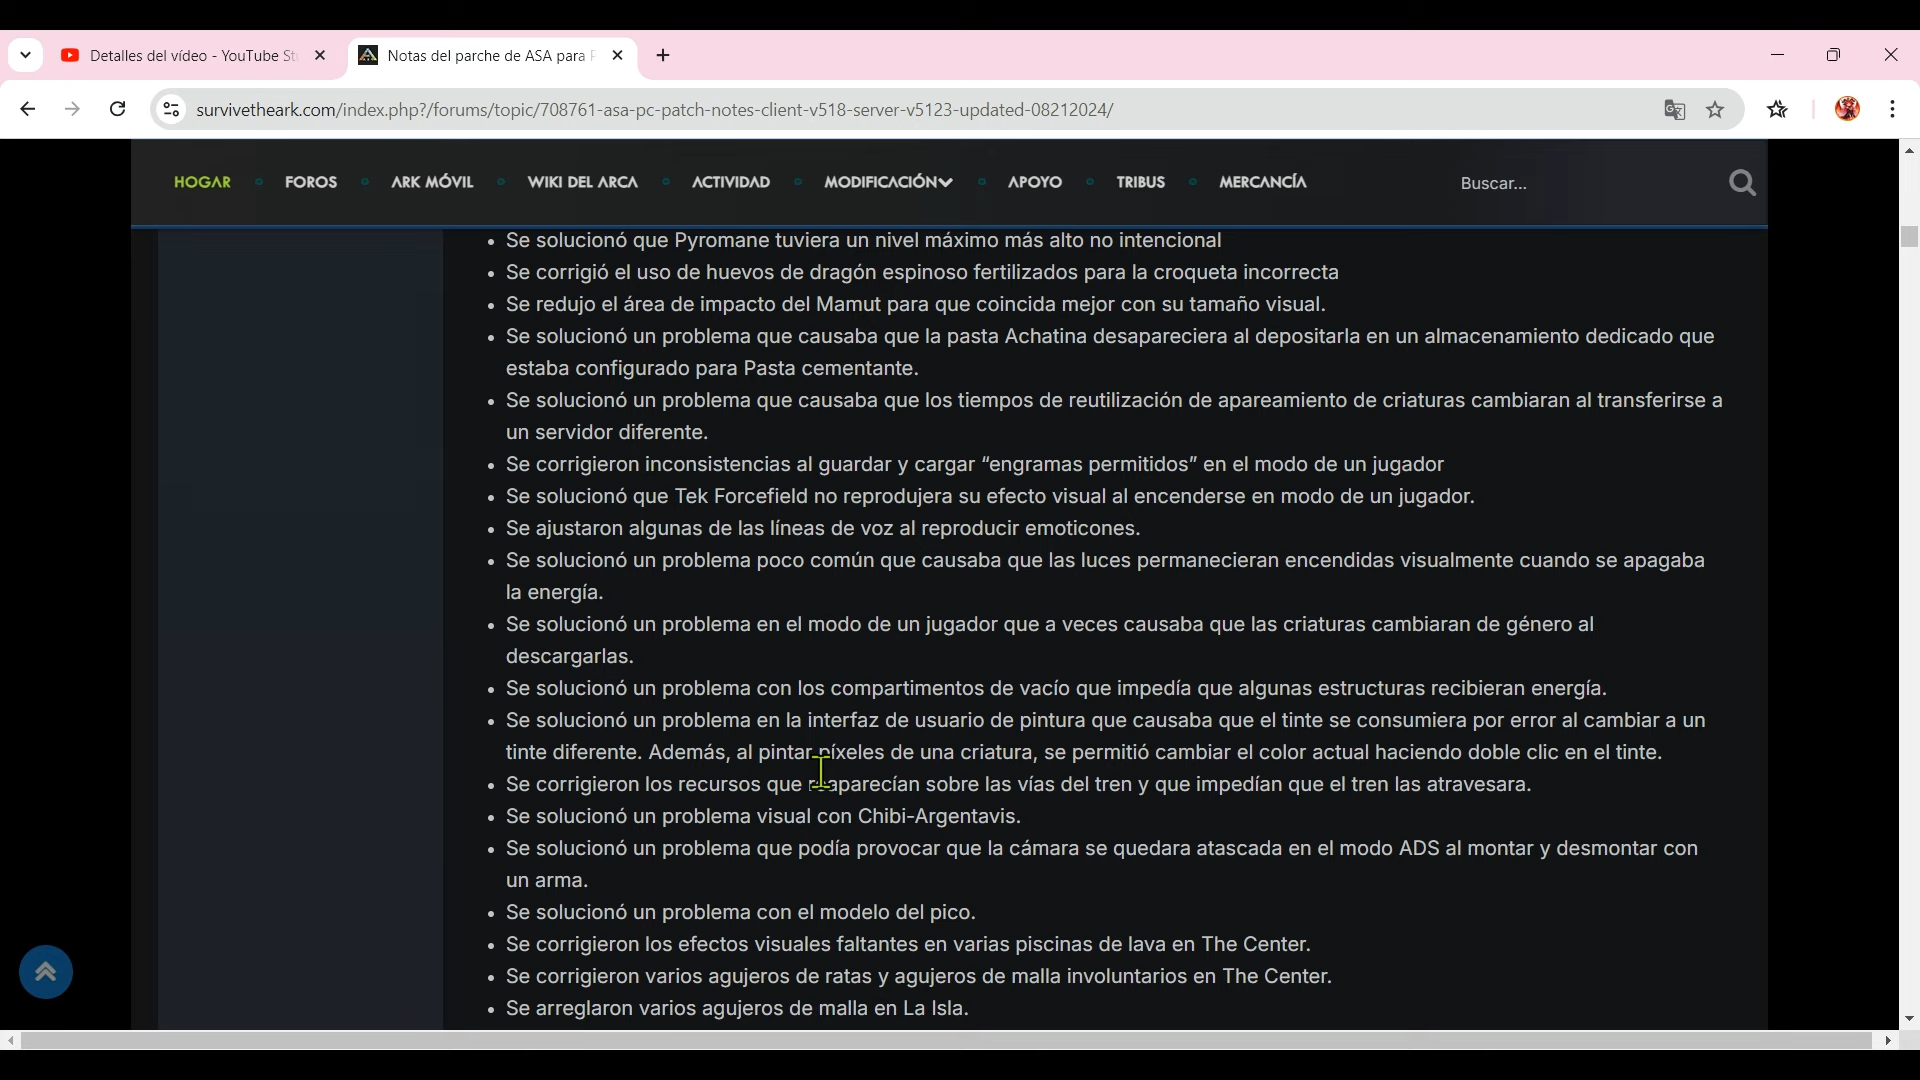 Detalles del vídeo - YouTube St
Notas del parche de ASA para P
survivetheark.com/index.php?/forums/topic/708761-asa-pc-patch-notes-client-v518-server-v5123-updated-08212024/
HOGAR FOROS ARK MÓVIL WIKI DEL ARCA ACTIVIDAD MODIFICACIÓN APOYO TRIBUS MERCANCÍA Buscar...
• Se solucionó que Pyromane tuviera un nivel máximo más alto no intencional
• Se corrigió el uso de huevos de dragón espinoso fertilizados para la croqueta incorrecta
• Se redujo el área de impacto del Mamut para que coincida mejor con su tamaño visual.
• Se solucionó un problema que causaba que la pasta Achatina desapareciera al depositarla en un almacenamiento dedicado que
estaba configurado para Pasta cementante.
• Se solucionó un problema que causaba que los tiempos de reutilización de apareamiento de criaturas cambiaran al transferirse a
un servidor diferente.
• Se corrigieron inconsistencias al guardar y cargar “engramas permitidos” en el modo de un jugador
• Se solucionó que Tek Forcefield no reprodujera su efecto visual al encenderse en modo de un jugador.
• Se ajustaron algunas de las líneas de voz al reproducir emoticones.
• Se solucionó un problema poco común que causaba que las luces permanecieran encendidas visualmente cuando se apagaba
la energía.
• Se solucionó un problema en el modo de un jugador que a veces causaba que las criaturas cambiaran de género al
descargarlas.
• Se solucionó un problema con los compartimentos de vacío que impedía que algunas estructuras recibieran energía.
• Se solucionó un problema en la interfaz de usuario de pintura que causaba que el tinte se consumiera por error al cambiar a un
tinte diferente. Además, al pintar píxeles de una criatura, se permitió cambiar el color actual haciendo doble clic en el tinte.
• Se corrigieron los recursos que reaparecían sobre las vías del tren y que impedían que el tren las atravesara.
• Se solucionó un problema visual con Chibi-Argentavis.
• Se solucionó un problema que podía provocar que la cámara se quedara atascada en el modo ADS al montar y desmontar con
un arma.
• Se solucionó un problema con el modelo del pico.
• Se corrigieron los efectos visuales faltantes en varias piscinas de lava en The Center.
• Se corrigieron varios agujeros de ratas y agujeros de malla involuntarios en The Center.
• Se arreglaron varios agujeros de malla en La Isla.